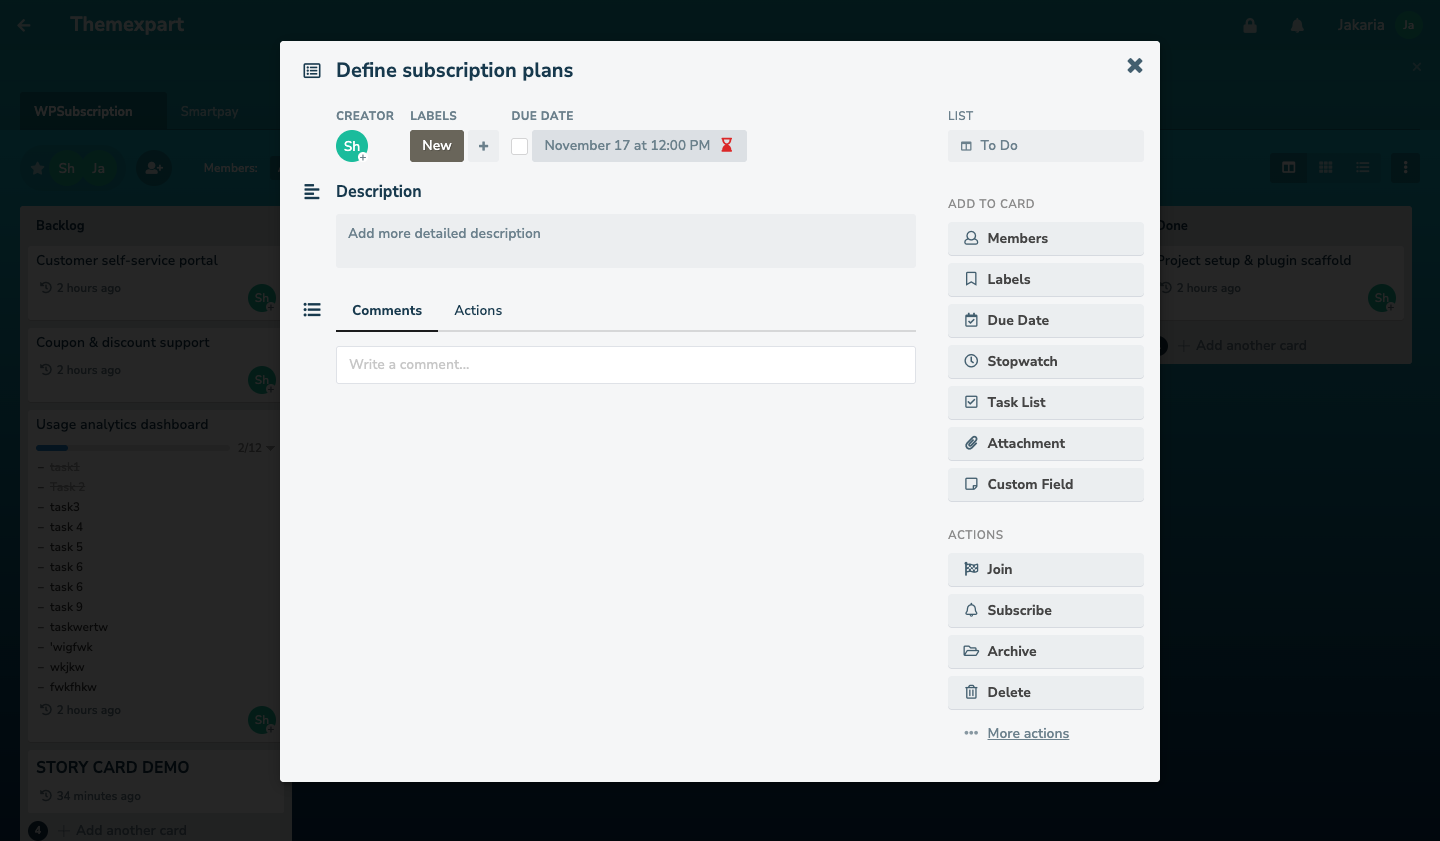 Themexpart
Jakaria
Ja
WPSubscription
Smartpay
Sh
Ja
Members:
Backlog
Customer self-service portal
2 hours ago
Sh
Coupon & discount support
2 hours ago
Sh
Usage analytics dashboard
2/12
– task1
– Task 2
– task3
– task 4
– task 5
– task 6
– task 6
– task 9
– taskwertw
– 'wigfwk
– wkjkw
– fwkfhkw
2 hours ago
Sh
STORY CARD DEMO
34 minutes ago
4
+ Add another card
Define subscription plans
CREATOR
LABELS
DUE DATE
Sh
New
+
November 17 at 12:00 PM
Description
Add more detailed description
Comments
Actions
Write a comment...
LIST
To Do
ADD TO CARD
Members
Labels
Due Date
Stopwatch
Task List
Attachment
Custom Field
ACTIONS
Join
Subscribe
Archive
Delete
More actions
Done
Project setup & plugin scaffold
2 hours ago
Sh
+ Add another card